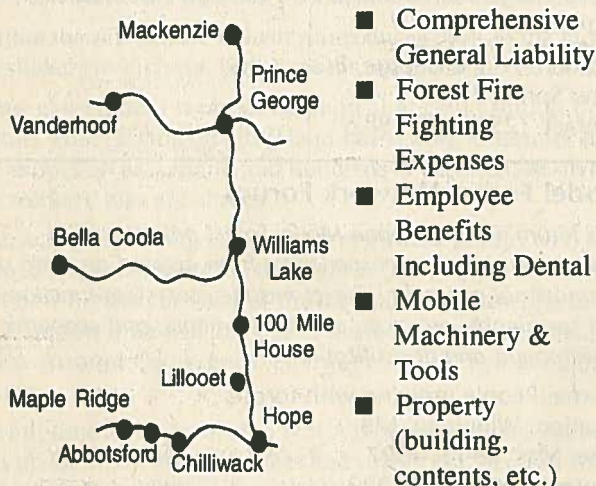 Mackenzie
Prince
George
Vanderhoof
Bella Coola
Williams
Lake
100 Mile
House
Lillooet
Maple Ridge
Hope
Abbotsford
Chilliwack
■ Comprehensive
General Liability
■ Forest Fire
Fighting
Expenses
■ Employee
Benefits
Including Dental
■ Mobile
Machinery &
Tools
■ Property
(building,
contents, etc.)